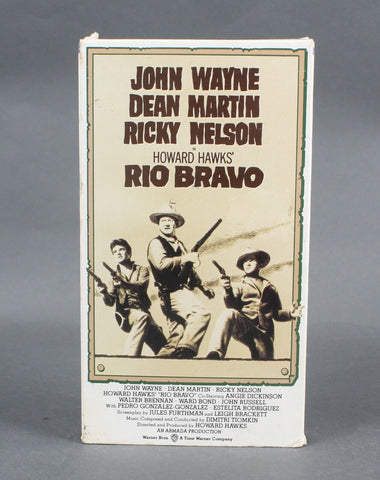 JOHN WAYNE
DEAN MARTIN
RICKY NELSON
IN
HOWARD HAWKS'
RIO BRAVO
JOHN WAYNE · DEAN MARTIN · RICKY NELSON
HOWARD HAWKS' "RIO BRAVO" Co-Starring ANGIE DICKINSON
WALTER BRENNAN · WARD BOND · JOHN RUSSELL
With PEDRO GONZALEZ-GONZALEZ · ESTELITA RODRIGUEZ
Screenplay by JULES FURTHMAN and LEIGH BRACKETT
Music Composed and Conducted by DIMITRI TIOMKIN
Directed and Produced by HOWARD HAWKS
AN ARMADA PRODUCTION
Warner Bros. A Time Warner Company